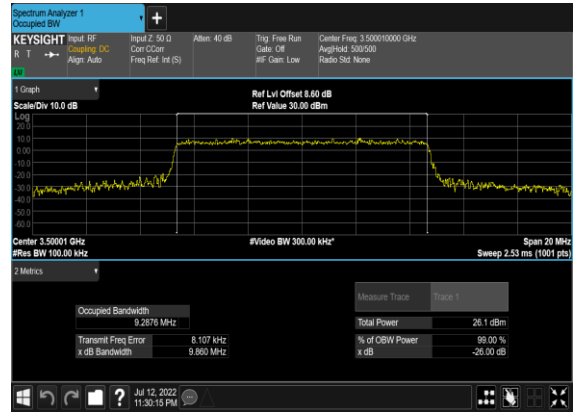 Spectrum Analyzer 1
Occupied BW
+
KEYSIGHT Input: RF Input Z: 50 Ω Atten: 40 dB Trig: Free Run Center Freq: 3.500010000 GHz
R T Coupling: DC Corr CCorr Gate: Off Avg|Hold: 500/500
Align: Auto Freq Ref: Int (S) #IF Gain: Low Radio Std: None
1 Graph
Ref Lvl Offset 8.60 dB
Scale/Div 10.0 dB Ref Value 30.00 dBm
Log
20.0
10.0
0.00
-10.0
-20.0
-30.0
-40.0
-50.0
-60.0
Center 3.50001 GHz #Video BW 300.00 kHz* Span 20 MHz
#Res BW 100.00 kHz Sweep 2.53 ms (1001 pts)
2 Metrics
Measure Trace Trace 1
Occupied Bandwidth
9.2676 MHz Total Power 26.1 dBm
Transmit Freq Error 8.107 kHz % of OBW Power 99.00 %
x dB Bandwidth 9.860 MHz x dB -26.00 dB
?
Jul 12, 2022
11:30:15 PM